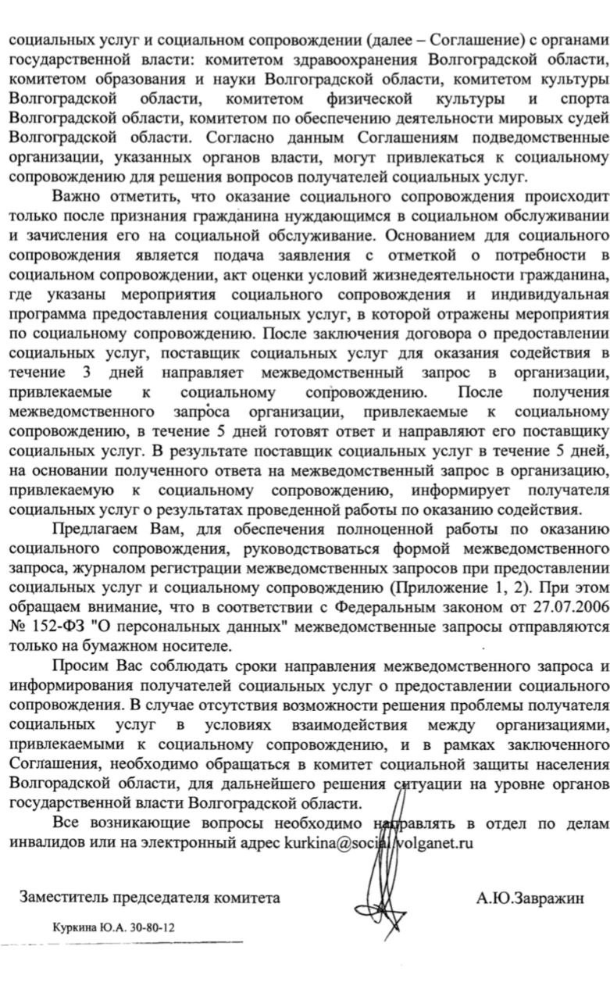 социальных услуг и социальном сопровождении (далее – Соглашение) с органами
государственной власти: комитетом здравоохранения Волгоградской области,
комитетом образования и науки Волгоградской области, комитетом культуры
Волгоградской области, комитетом физической культуры и спорта
Волгоградской области, комитетом по обеспечению деятельности мировых судей
Волгоградской области. Согласно данным Соглашениям подведомственные
организации, указанных органов власти, могут привлекаться к социальному
сопровождению для решения вопросов получателей социальных услуг.
Важно отметить, что оказание социального сопровождения происходит
только после признания гражданина нуждающимся в социальном обслуживании
и зачисления его на социальной обслуживание. Основанием для социального
сопровождения является подача заявления с отметкой о потребности в
социальном сопровождении, акт оценки условий жизнедеятельности гражданина,
где указаны мероприятия социального сопровождения и индивидуальная
программа предоставления социальных услуг, в которой отражены мероприятия
по социальному сопровождению. После заключения договора о предоставлении
социальных услуг, поставщик социальных услуг для оказания содействия в
течение 3 дней направляет межведомственный запрос в организации,
привлекаемые к социальному сопровождению. После получения
межведомственного запроса организации, привлекаемые к социальному
сопровождению, в течение 5 дней готовят ответ и направляют его поставщику
социальных услуг. В результате поставщик социальных услуг в течение 5 дней,
на основании полученного ответа на межведомственный запрос в организацию,
привлекаемую к социальному сопровождению, информирует получателя
социальных услуг о результатах проведенной работы по оказанию содействия.
Предлагаем Вам, для обеспечения полноценной работы по оказанию
социального сопровождения, руководствоваться формой межведомственного
запроса, журналом регистрации межведомственных запросов при предоставлении
социальных услуг и социальному сопровождению (Приложение 1, 2). При этом
обращаем внимание, что в соответствии с Федеральным законом от 27.07.2006
№ 152-ФЗ "О персональных данных" межведомственные запросы отправляются
только на бумажном носителе.
Просим Вас соблюдать сроки направления межведомственного запроса и
информирования получателей социальных услуг о предоставлении социального
сопровождения. В случае отсутствия возможности решения проблемы получателя
социальных услуг в условиях взаимодействия между организациями,
привлекаемыми к социальному сопровождению, и в рамках заключенного
Соглашения, необходимо обращаться в комитет социальной защиты населения
Волгорадской области, для дальнейшего решения ситуации на уровне органов
государственной власти Волгоградской области.
Все возникающие вопросы необходимо направлять в отдел по делам
инвалидов или на электронный адрес kurkina@social.volganet.ru
Заместитель председателя комитета А.Ю.Завражин
Куркина Ю.А. 30-80-12